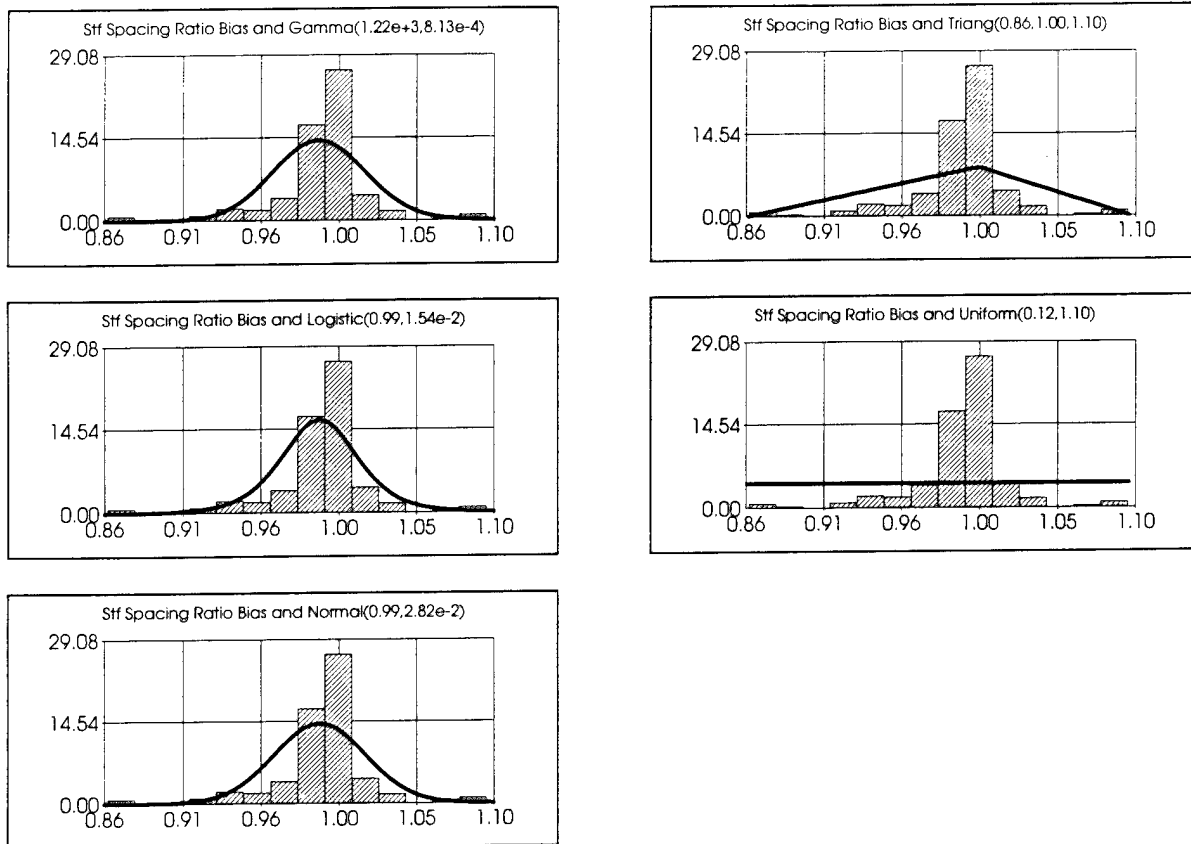 Stf Spacing Ratio Bias and Gamma(1.22e+3,8.13e-4)
29.08
14.54
0.00
0.86 0.91 0.96 1.00 1.05 1.10
Stf Spacing Ratio Bias and Triang(0.86,1.00,1.10)
29.08
14.54
0.00
0.86 0.91 0.96 1.00 1.05 1.10
Stf Spacing Ratio Bias and Logistic(0.99,1.54e-2)
29.08
14.54
0.00
0.86 0.91 0.96 1.00 1.05 1.10
Stf Spacing Ratio Bias and Uniform(0.12,1.10)
29.08
14.54
0.00
0.86 0.91 0.96 1.00 1.05 1.10
Stf Spacing Ratio Bias and Normal(0.99,2.82e-2)
29.08
14.54
0.00
0.86 0.91 0.96 1.00 1.05 1.10